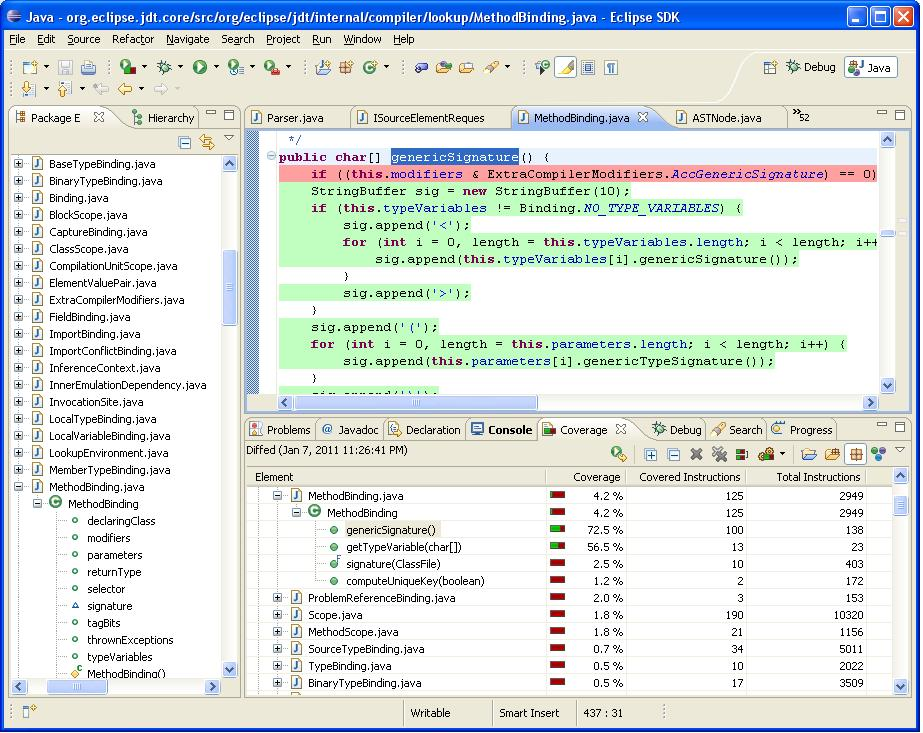 Java - org.eclipse.jdt.core/src/org/eclipse/jdt/internal/compiler/lookup/MethodBinding.java - Eclipse SDK
File Edit Source Refactor Navigate Search Project Run Window Help
Debug Java
Package E Hierarchy
BaseTypeBinding.java
BinaryTypeBinding.java
Binding.java
BlockScope.java
CaptureBinding.java
ClassScope.java
CompilationUnitScope.java
ElementValuePair.java
ExtraCompilerModifiers.java
FieldBinding.java
ImportBinding.java
ImportConflictBinding.java
InferenceContext.java
InnerEmulationDependency.java
InvocationSite.java
LocalTypeBinding.java
LocalVariableBinding.java
LookupEnvironment.java
MemberTypeBinding.java
MethodBinding.java
MethodBinding
declaringClass
modifiers
parameters
returnType
selector
signature
tagBits
thrownExceptions
typeVariables
MethodBinding()
Parser.java ISourceElementReques MethodBinding.java ASTNode.java »52
*/
public char[] genericSignature() {
if ((this.modifiers & ExtraCompilerModifiers.AccGenericSignature) == 0)
StringBuffer sig = new StringBuffer(10);
if (this.typeVariables != Binding.NO_TYPE_VARIABLES) {
sig.append('<');
for (int i = 0, length = this.typeVariables.length; i < length; i++
sig.append(this.typeVariables[i].genericSignature());
}
sig.append('>');
}
sig.append('(');
for (int i = 0, length = this.parameters.length; i < length; i++) {
sig.append(this.parameters[i].genericTypeSignature());
}
Problems @ Javadoc Declaration Console Coverage Debug Search Progress
Diffed (Jan 7, 2011 11:26:41 PM)
Element Coverage Covered Instructions Total Instructions
MethodBinding.java 4.2 % 125 2949
MethodBinding 4.2 % 125 2949
genericSignature() 72.5 % 100 138
getTypeVariable(char[]) 56.5 % 13 23
signature(ClassFile) 2.5 % 10 403
computeUniqueKey(boolean) 1.2 % 2 172
ProblemReferenceBinding.java 2.0 % 3 153
Scope.java 1.8 % 190 10320
MethodScope.java 1.8 % 21 1156
SourceTypeBinding.java 0.7 % 34 5011
TypeBinding.java 0.5 % 10 2022
BinaryTypeBinding.java 0.5 % 17 3509
Writable Smart Insert 437 : 31